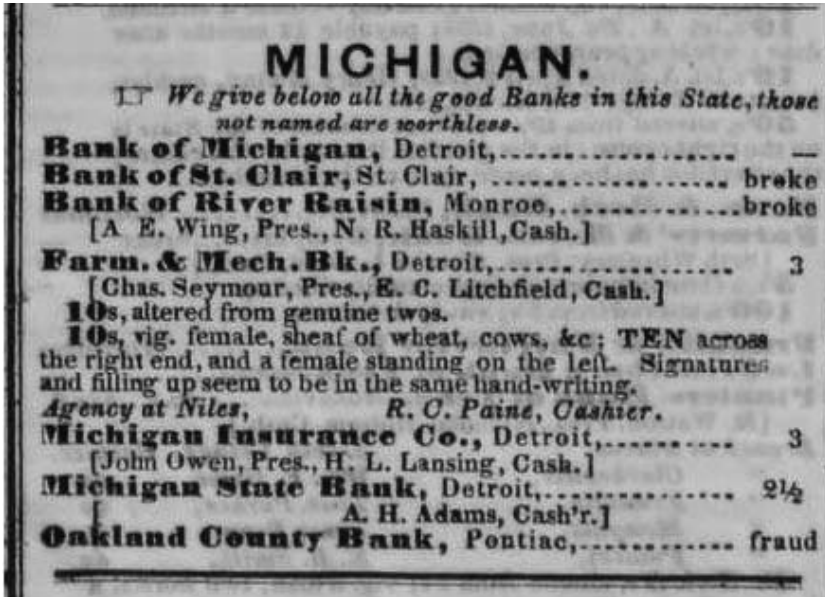 MICHIGAN.
☞ We give below all the good Banks in this State, those
not named are worthless.
Bank of Michigan, Detroit,........................ —
Bank of St. Clair, St. Clair, ........................ broke
Bank of River Raisin, Monroe,..................broke
[A E. Wing, Pres., N. R. Haskill, Cash.]
Farm. & Mech. Bk., Detroit,........................ 3
[Chas. Seymour, Pres., E. C. Litchfield, Cash.]
10s, altered from genuine twos.
10s, vig. female, sheaf of wheat, cows, &c; TEN across
the right end, and a female standing on the left. Signatures
and filling up seem to be in the same hand-writing.
Agency at Niles, R. C. Paine, Cashier.
Michigan Insurance Co., Detroit,............ 3
[John Owen, Pres., H. L. Lansing, Cash.]
Michigan State Bank, Detroit,.................. 2½
[ A. H. Adams, Cash'r.]
Oakland County Bank, Pontiac,............ fraud